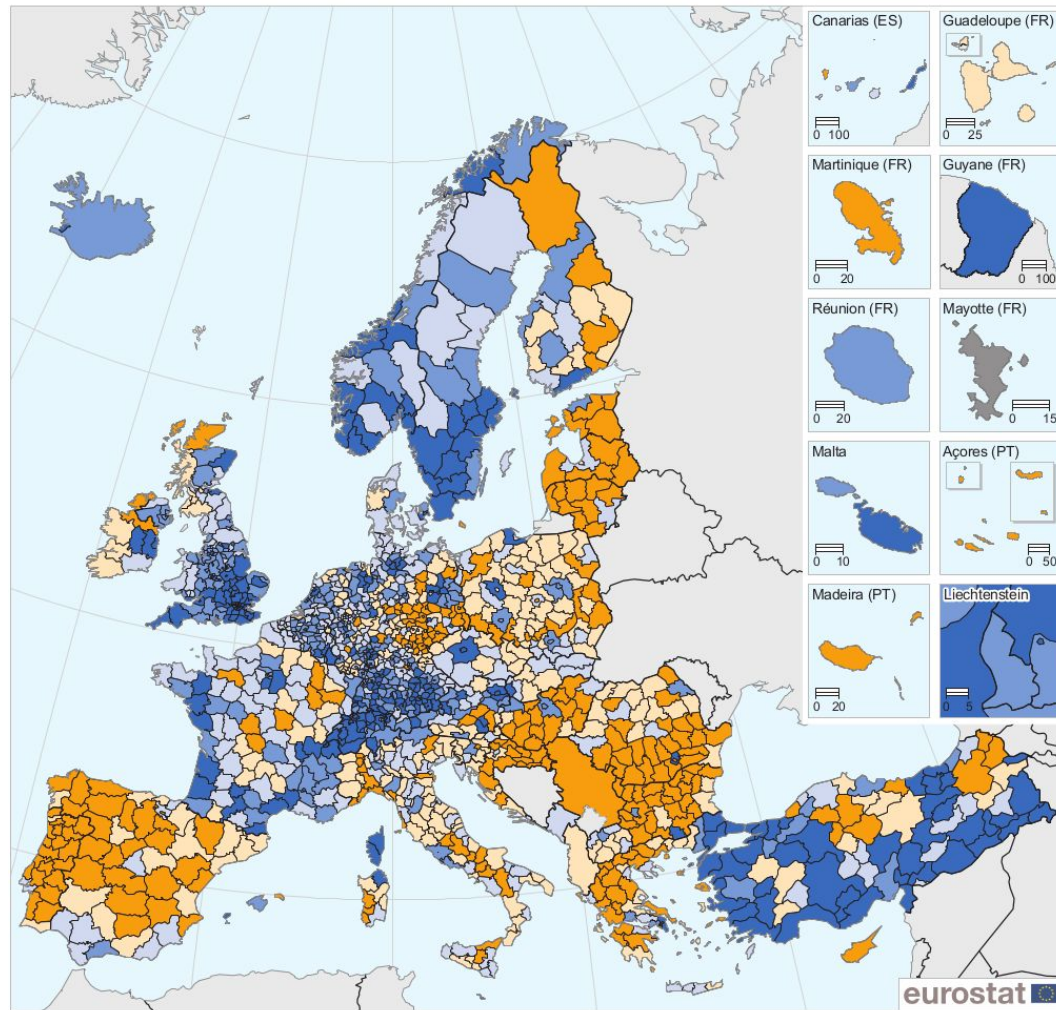 Canarias (ES)
0 100
Guadeloupe (FR)
0 25
Martinique (FR)
0 20
Guyane (FR)
0 100
Réunion (FR)
0 20
Mayotte (FR)
0 15
Malta
0 10
Açores (PT)
0 50
Madeira (PT)
0 20
Liechtenstein
0 5
eurostat